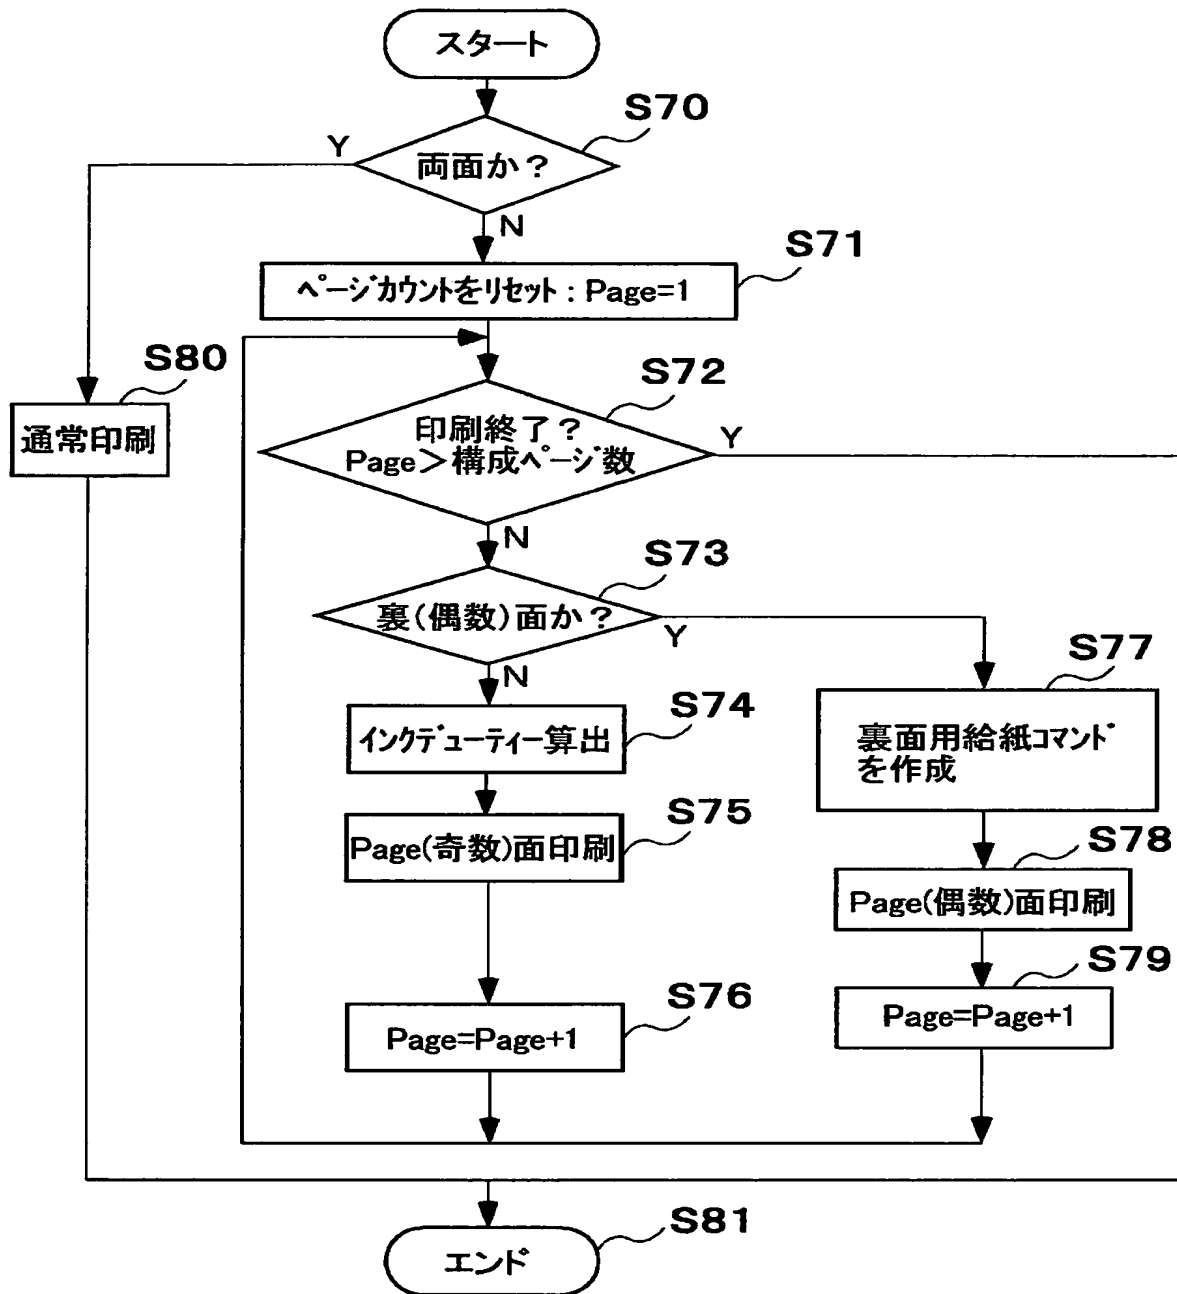 スタート
S70
両面か?
Y
N
S71
ページカウントをリセット:Page=1
S80
通常印刷
S72
印刷終了?
Page>構成ページ数
Y
N
S73
裏(偶数)面か?
Y
N
S74
インクデューティー算出
S77
裏面用給紙コマンド
を作成
S75
Page(奇数)面印刷
S78
Page(偶数)面印刷
S76
Page=Page+1
S79
Page=Page+1
S81
エンド